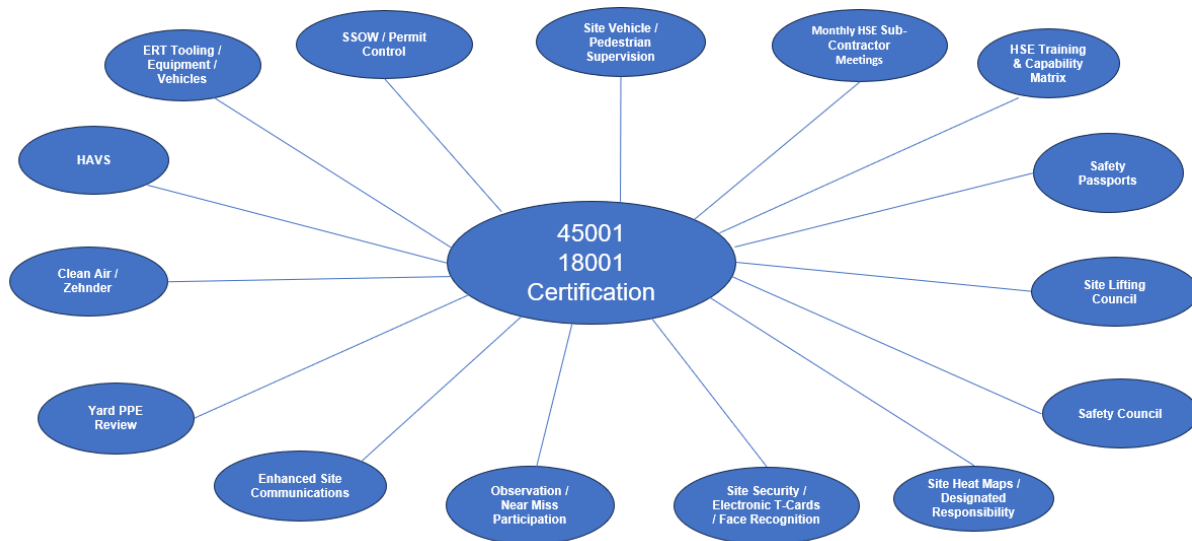 ERT Tooling /
Equipment /
Vehicles
SSOW / Permit
Control
Site Vehicle /
Pedestrian
Supervision
Monthly HSE Sub-
Contractor
Meetings
HSE Training
& Capability
Matrix
HAVS
Safety
Passports
45001
18001
Certification
Clean Air /
Zehnder
Site Lifting
Council
Yard PPE
Review
Safety Council
Enhanced Site
Communications
Observation /
Near Miss
Participation
Site Security /
Electronic T-Cards
/ Face Recognition
Site Heat Maps /
Designated
Responsibility